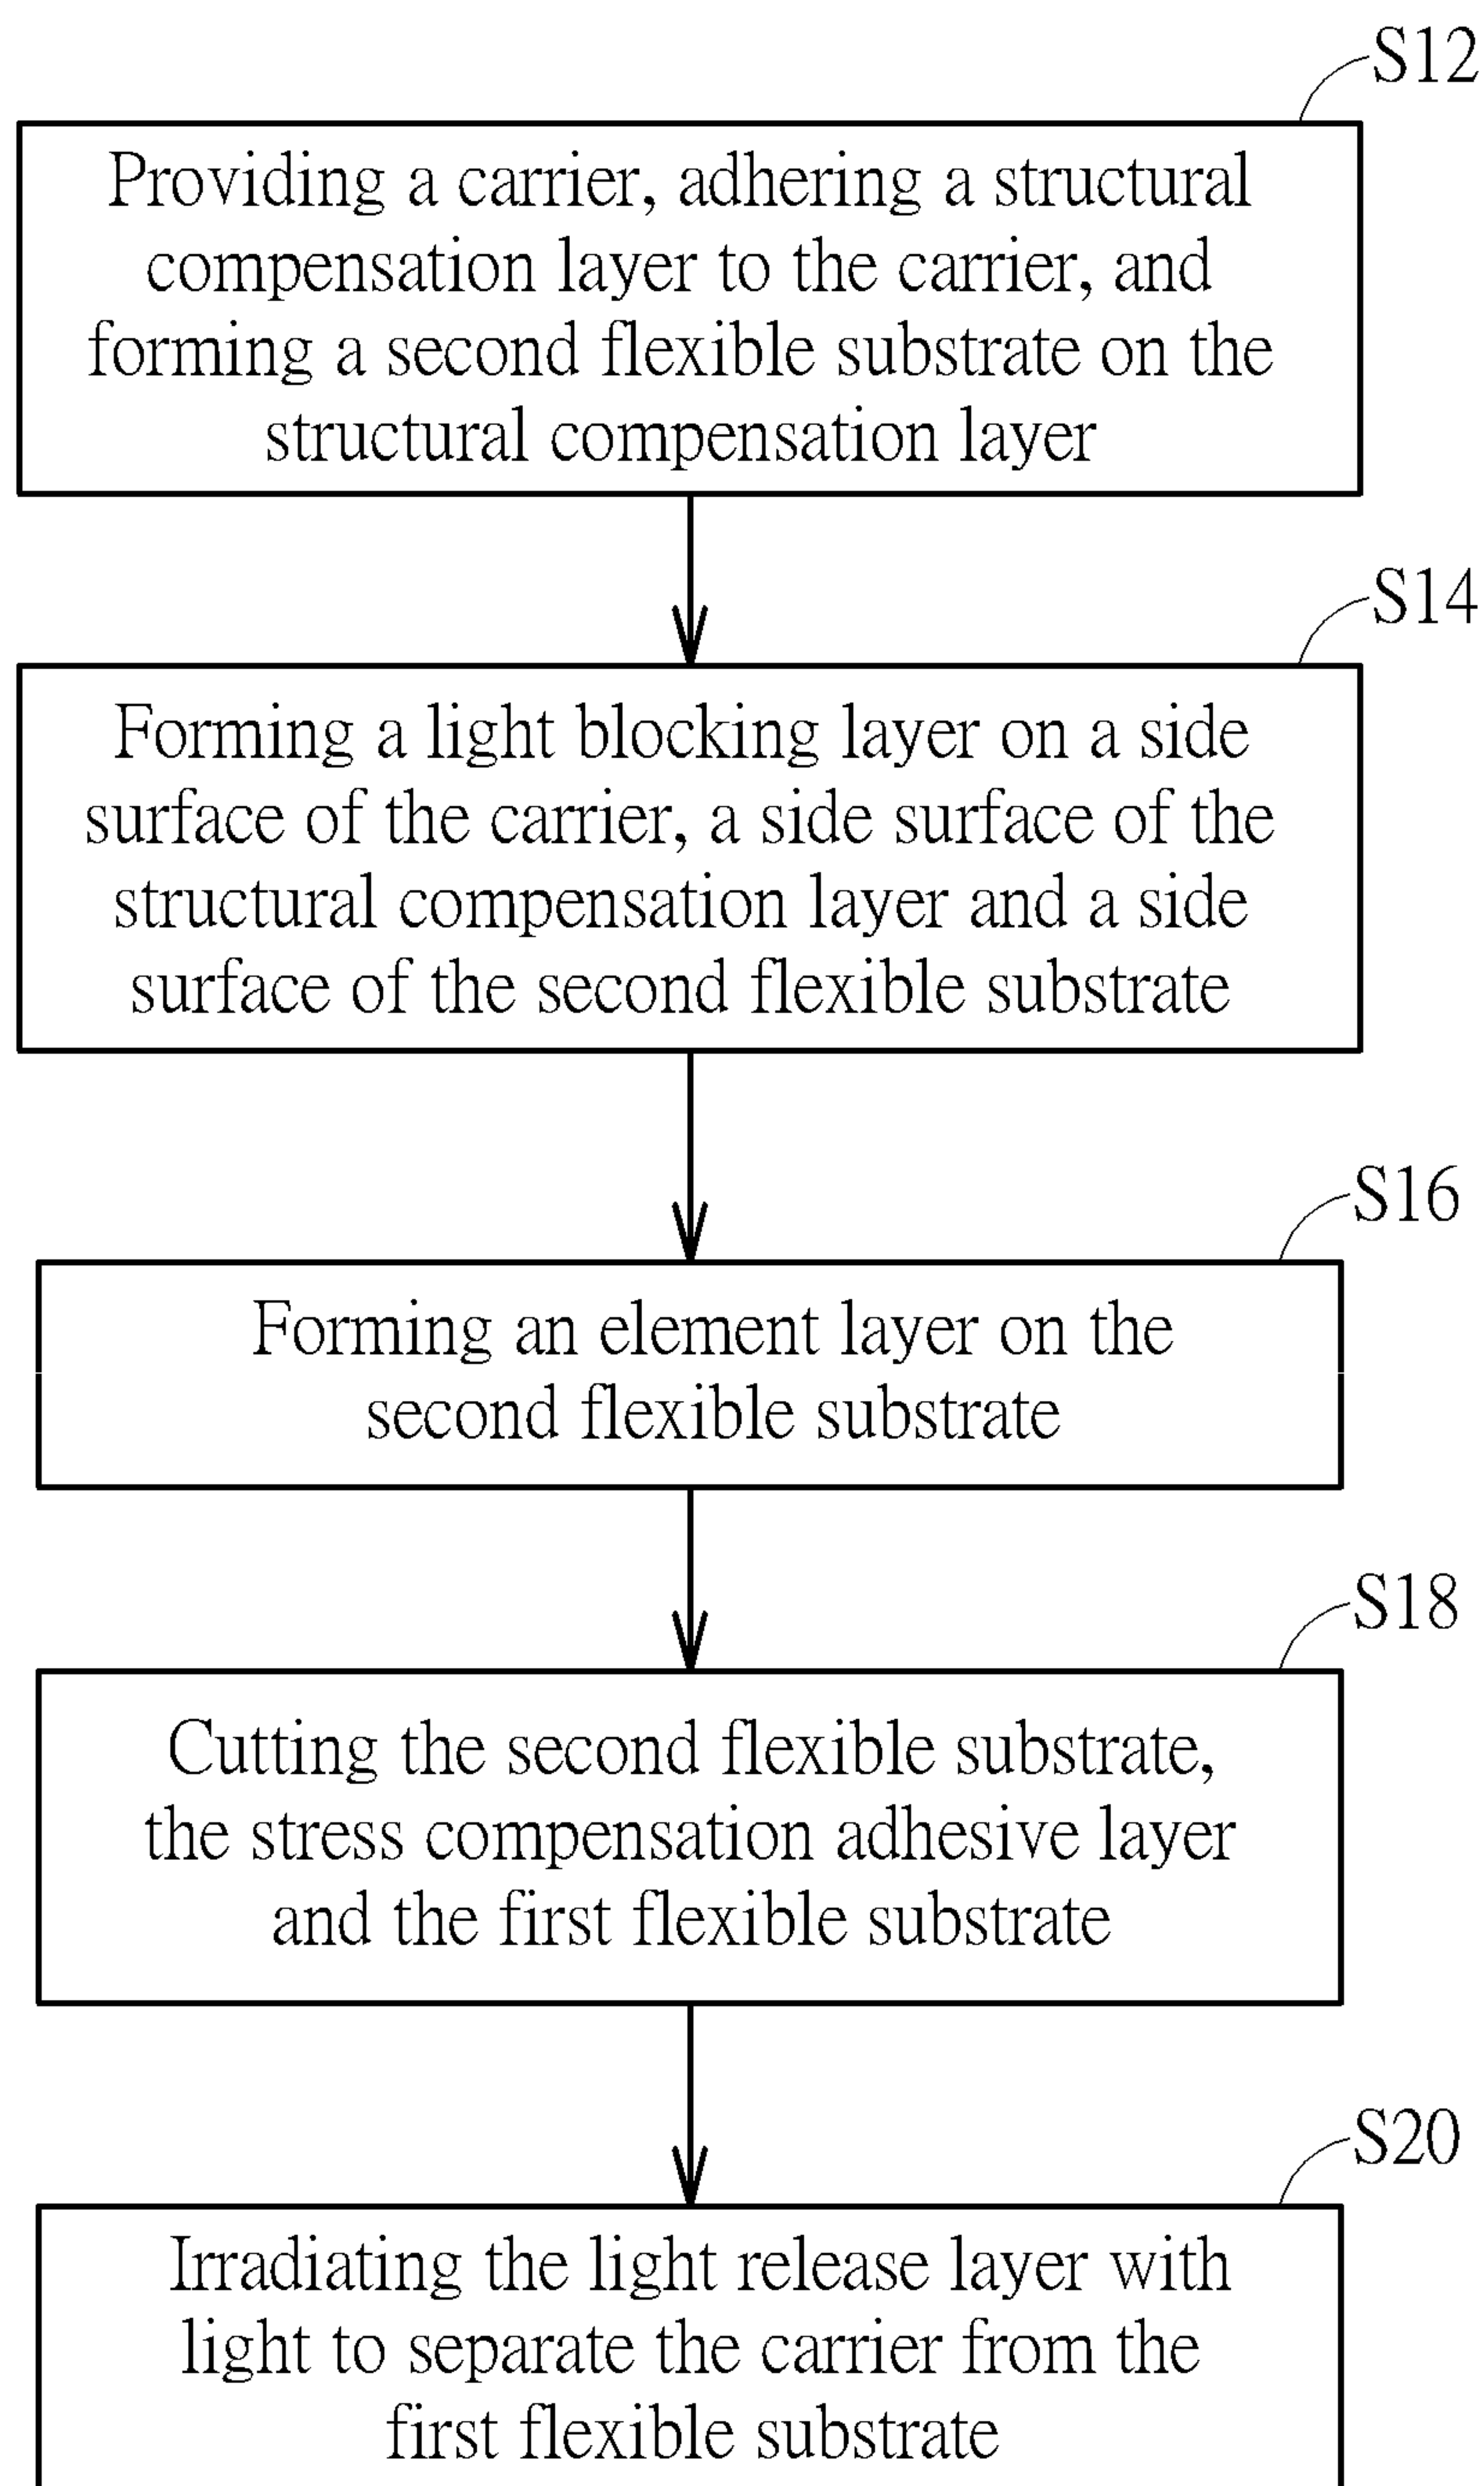 S12
Providing a carrier, adhering a structural
compensation layer to the carrier, and
forming a second flexible substrate on the
structural compensation layer
S14
Forming a light blocking layer on a side
surface of the carrier, a side surface of the
structural compensation layer and a side
surface of the second flexible substrate
S16
Forming an element layer on the
second flexible substrate
S18
Cutting the second flexible substrate,
the stress compensation adhesive layer
and the first flexible substrate
S20
Irradiating the light release layer with
light to separate the carrier from the
first flexible substrate